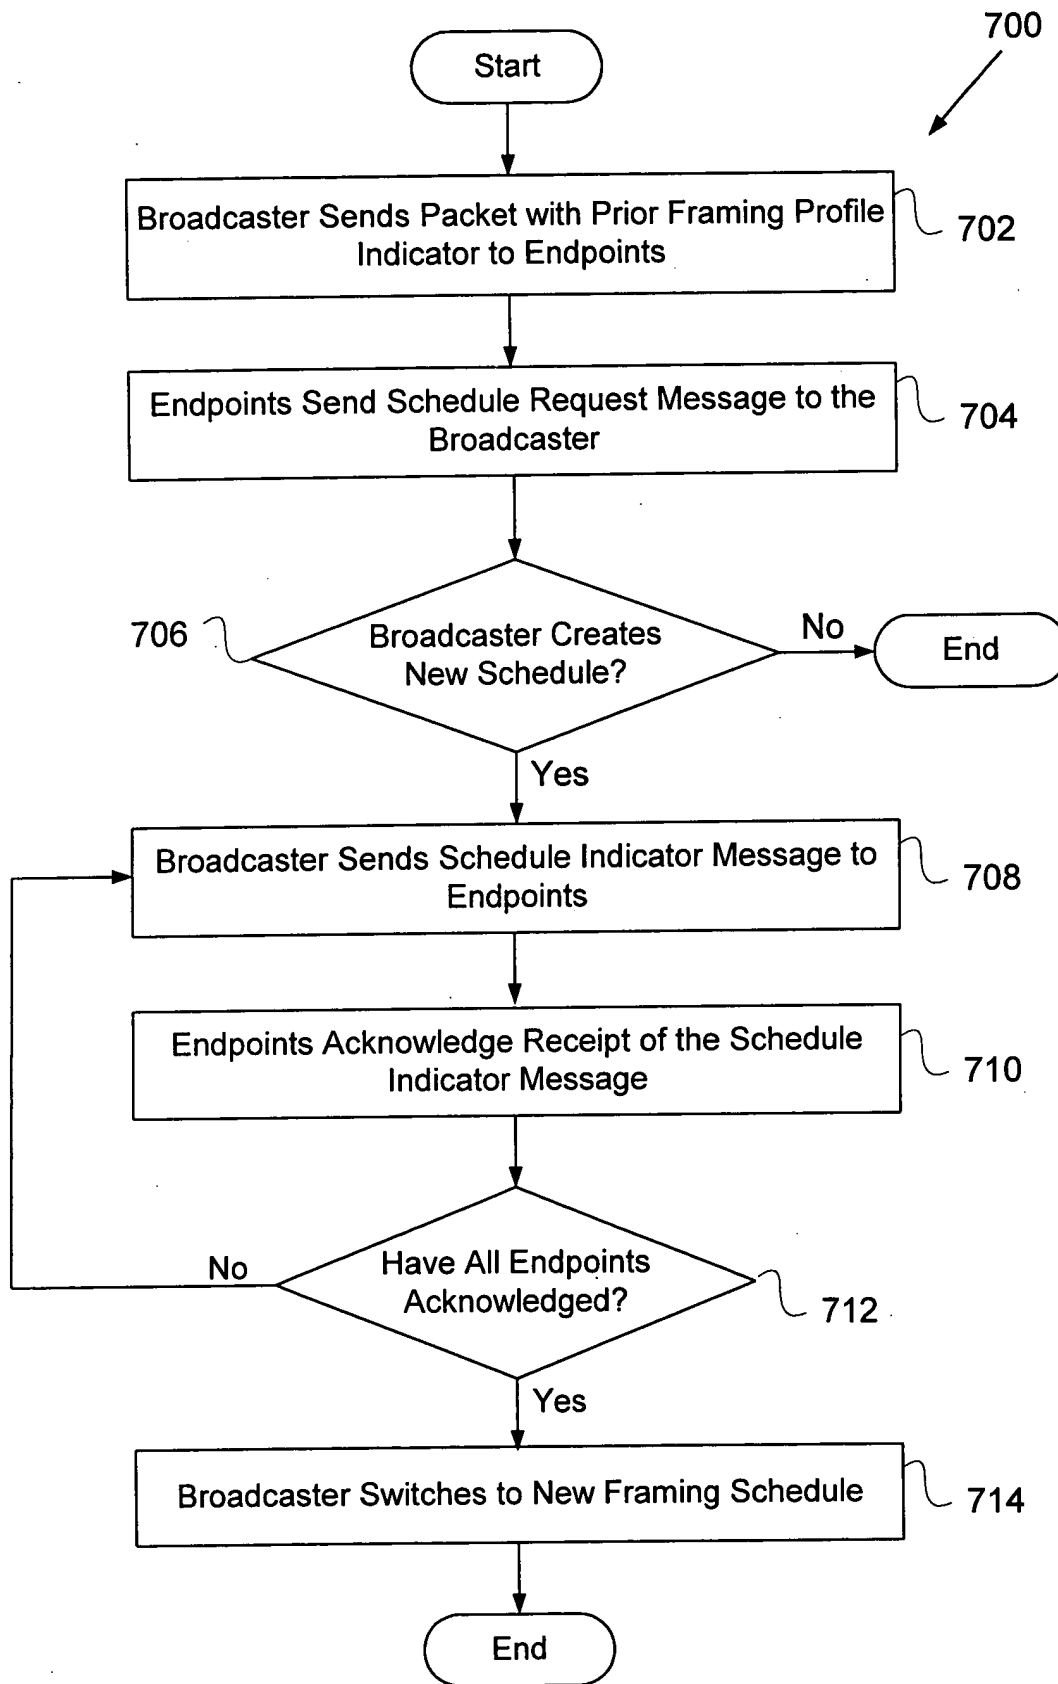 700
Start
Broadcaster Sends Packet with Prior Framing Profile
Indicator to Endpoints
702
Endpoints Send Schedule Request Message to the
Broadcaster
704
706
Broadcaster Creates
New Schedule?
No
End
Yes
Broadcaster Sends Schedule Indicator Message to
Endpoints
708
Endpoints Acknowledge Receipt of the Schedule
Indicator Message
710
No
Have All Endpoints
Acknowledged?
712
Yes
Broadcaster Switches to New Framing Schedule
714
End